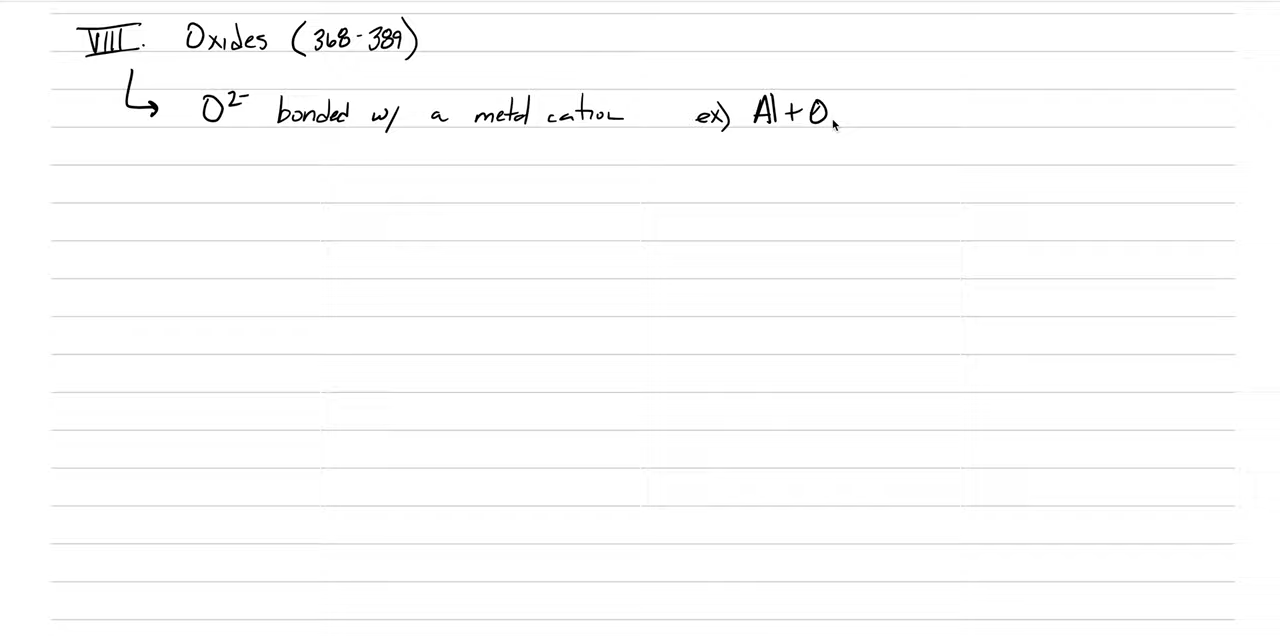 VIII. Oxides (368-389)
↳ O²⁻ bonded w/ a metal cation ex) Al + O